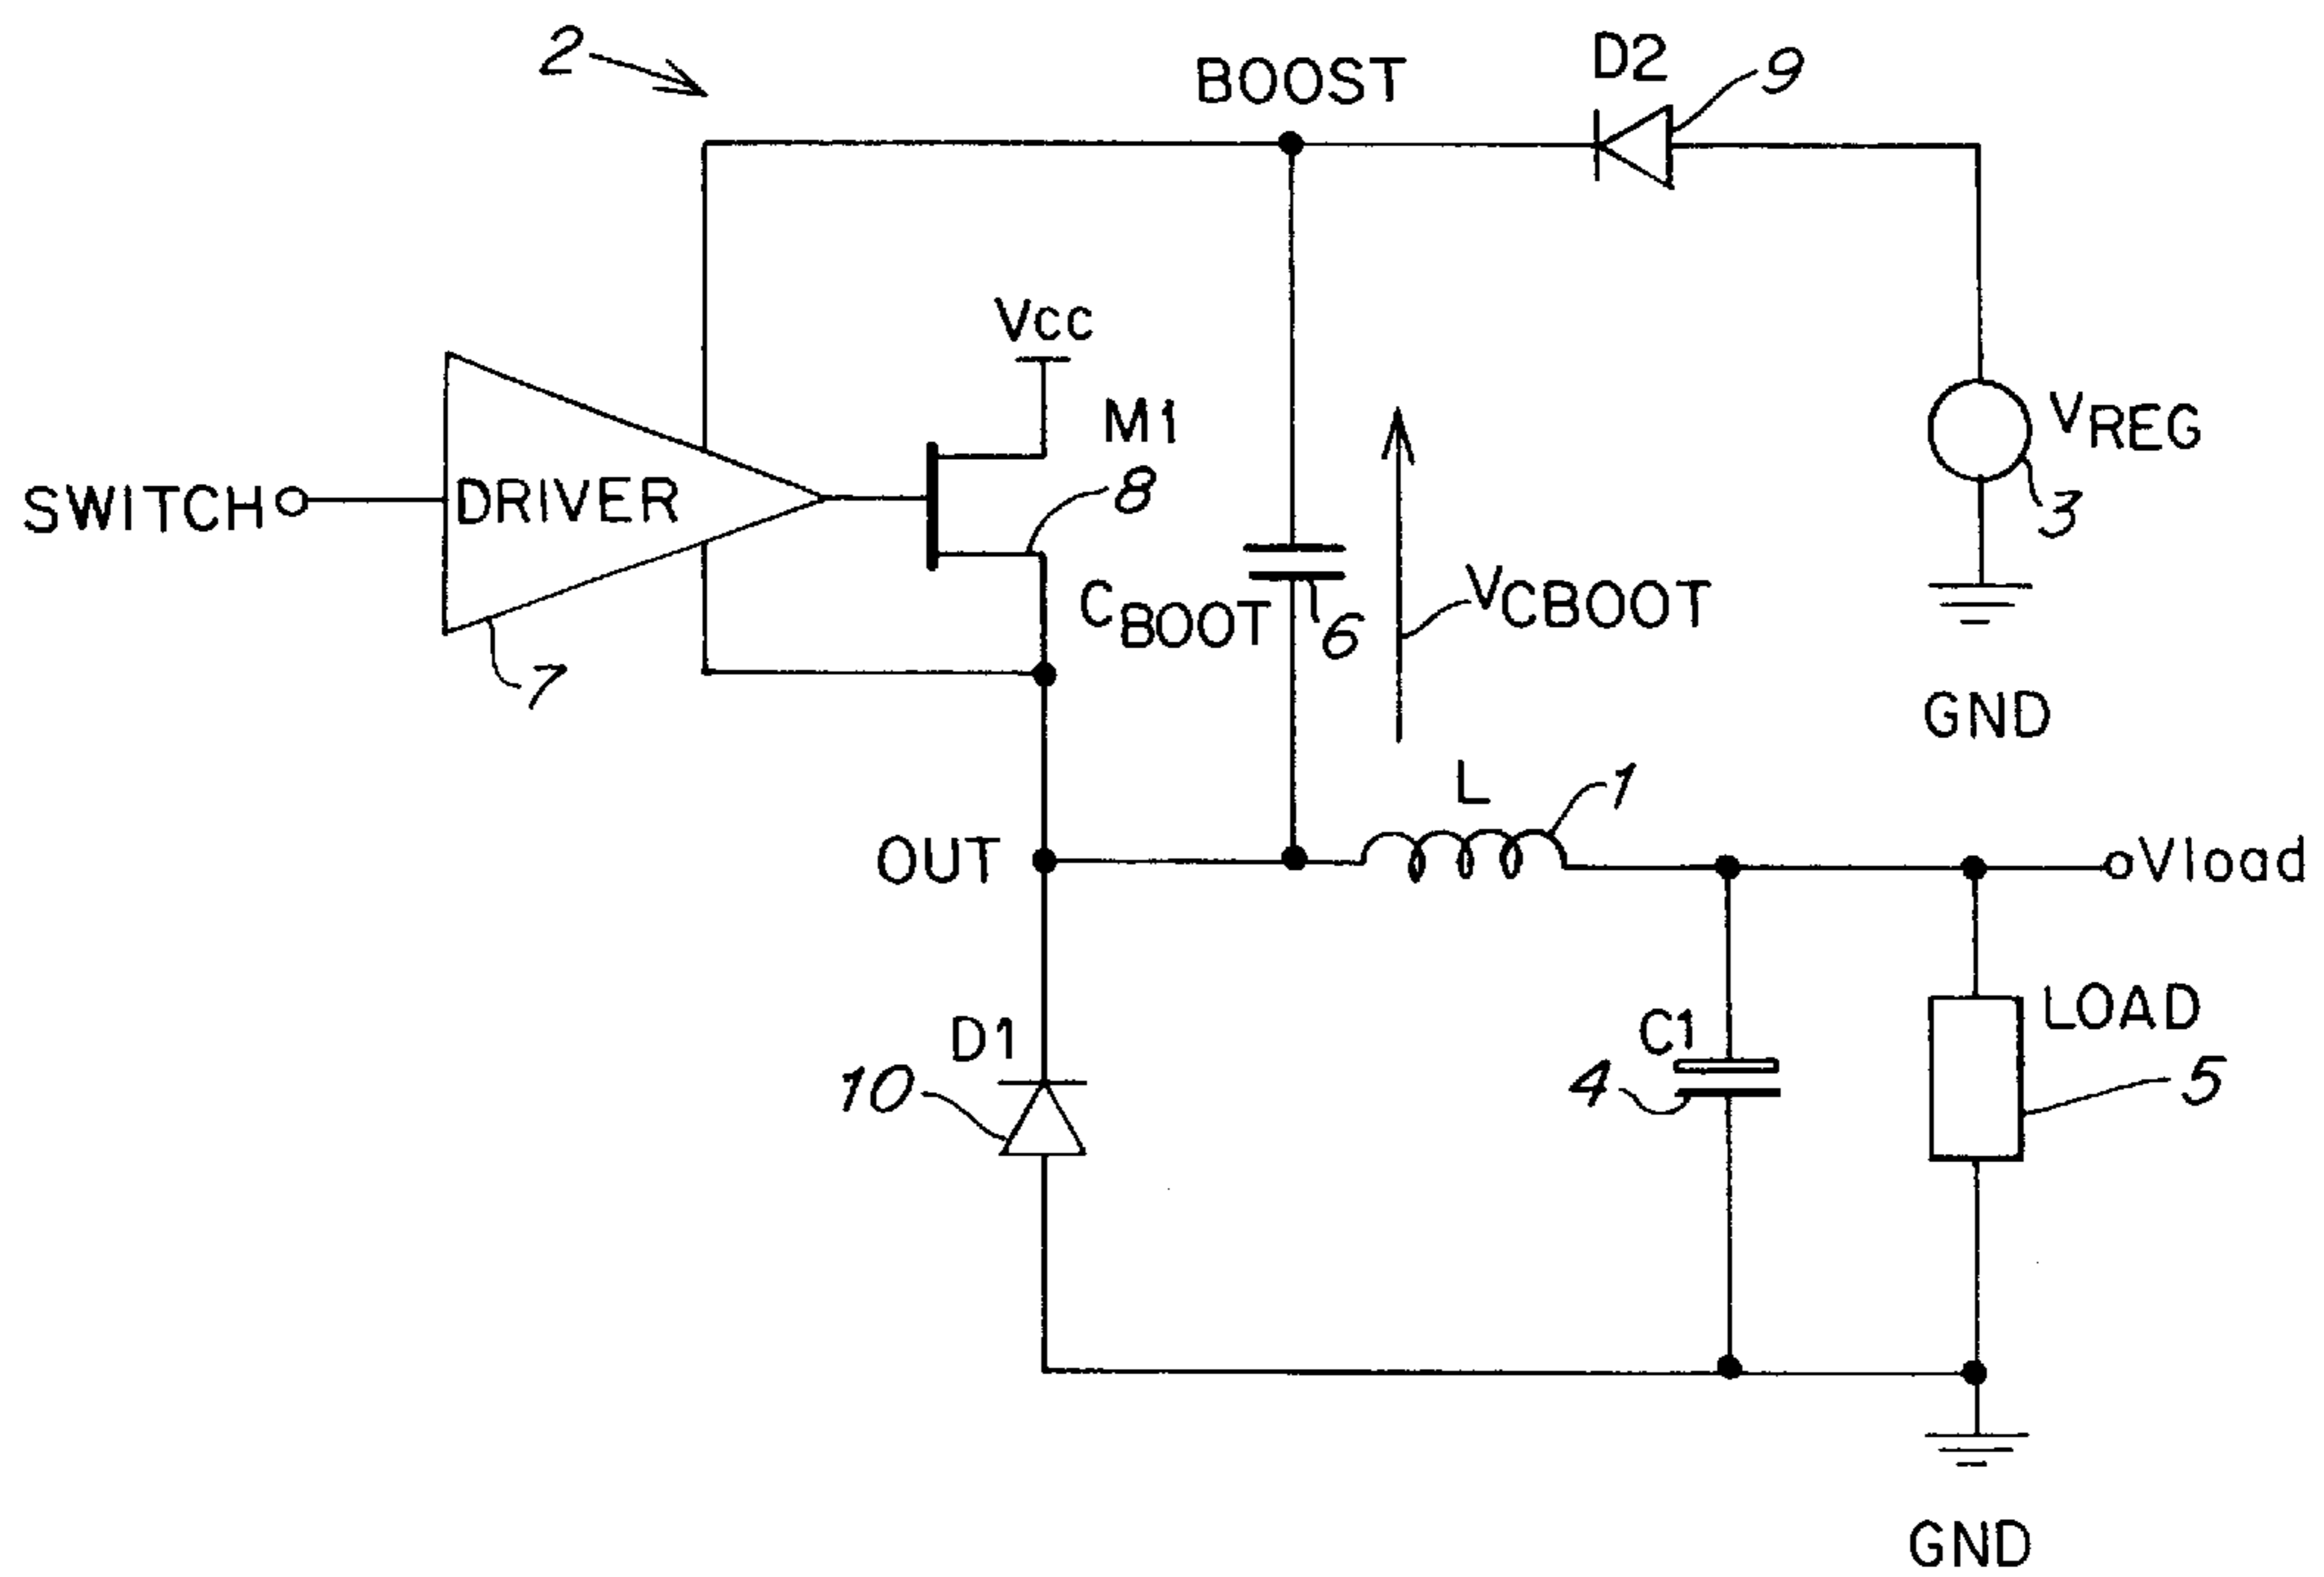 2
BOOST
D2
9
Vcc
M1
8
VREG
3
SWITCH
DRIVER
7
CBOOT
6
VCBOOT
GND
L
1
OUT
Vload
D1
10
C1
4
LOAD
5
GND